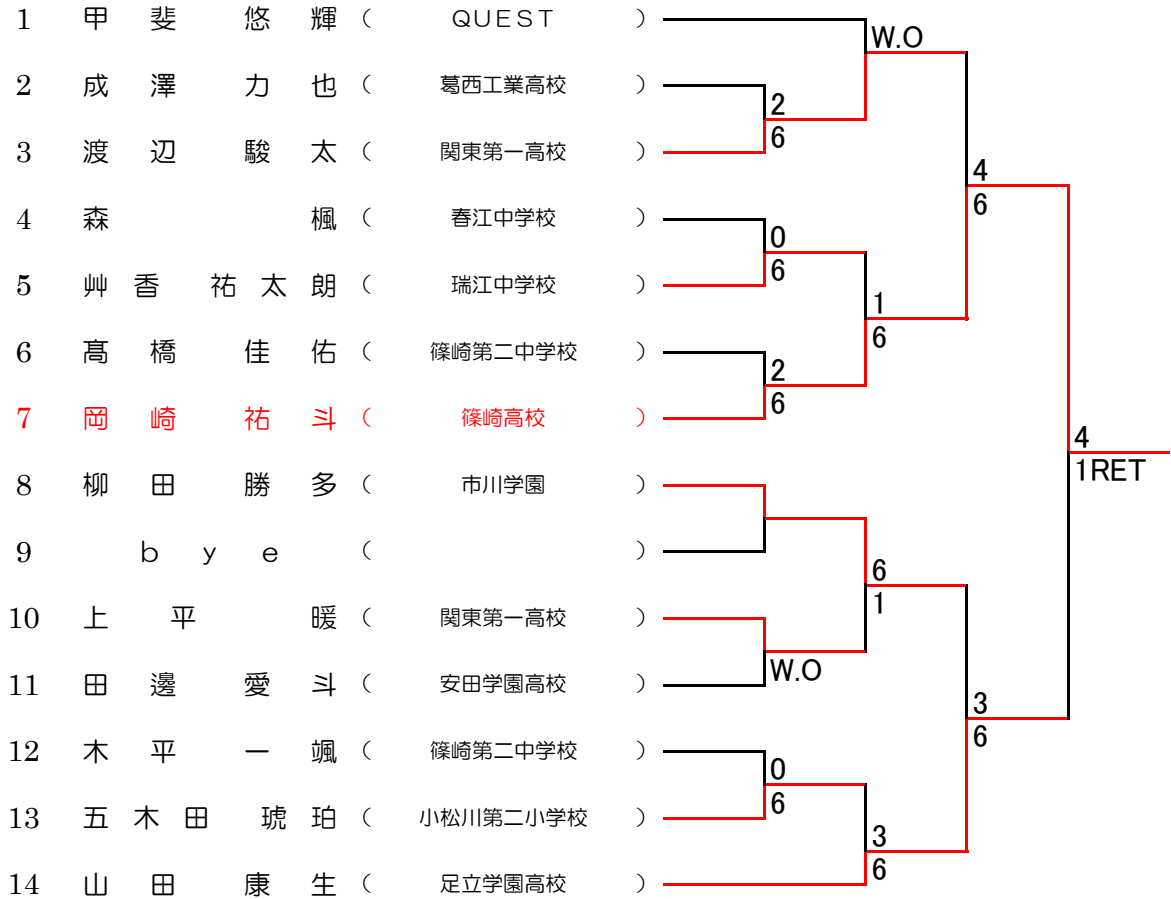 1 甲斐 悠輝 ( QUEST )
W.O
2 成澤 力也 ( 葛西工業高校 )
2
6
3 渡辺 駿太 ( 関東第一高校 )
4
6
4 森 楓 ( 春江中学校 )
0
6
5 艸香 祐太朗 ( 瑞江中学校 )
1
6
6 髙橋 佳佑 ( 篠崎第二中学校 )
2
6
7 岡崎 祐斗 ( 篠崎高校 )
4
1RET
8 柳田 勝多 ( 市川学園 )
9 bye ( )
6
1
10 上平 暖 ( 関東第一高校 )
W.O
11 田邊 愛斗 ( 安田学園高校 )
3
6
12 木平 一颯 ( 篠崎第二中学校 )
0
6
13 五木田 琥珀 ( 小松川第二小学校 )
3
6
14 山田 康生 ( 足立学園高校 )